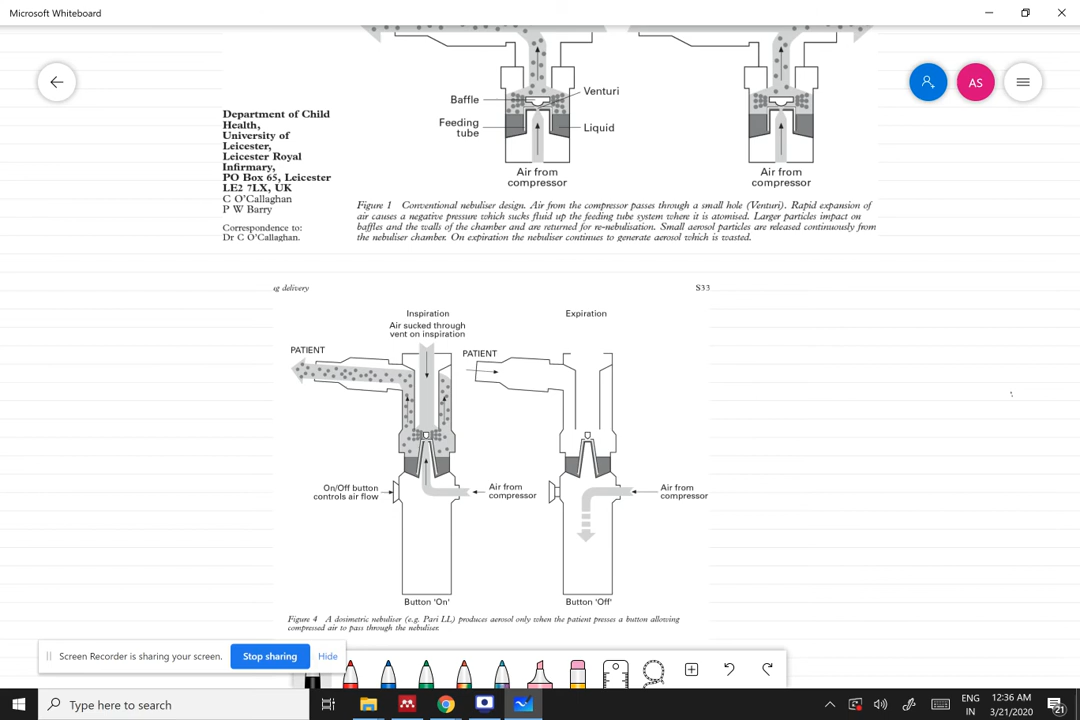 Microsoft Whiteboard
AS
Baffle
Venturi
Feeding
tube
Liquid
Air from
compressor
Air from
compressor
Department of Child
Health,
University of
Leicester,
Leicester Royal
Infirmary,
PO Box 65, Leicester
LE2 7LX, UK
C O'Callaghan
P W Barry
Correspondence to:
Dr C O'Callaghan.
Figure 1 Conventional nebuliser design. Air from the compressor passes through a small hole (Venturi). Rapid expansion of
air causes a negative pressure which sucks fluid up the feeding tube system where it is atomised. Larger particles impact on
baffles and the walls of the chamber and are returned for re-nebulisation. Small aerosol particles are released continuously from
the nebuliser chamber. On expiration the nebuliser continues to generate aerosol which is wasted.
ug delivery
S33
Inspiration
Air sucked through
vent on inspiration
Expiration
PATIENT
PATIENT
On/Off button
controls air flow
Air from
compressor
Air from
compressor
Button 'On'
Button 'Off'
Figure 4 A dosimetric nebuliser (e.g. Pari LL) produces aerosol only when the patient presses a button allowing
compressed air to pass through the nebuliser.
Screen Recorder is sharing your screen.
Stop sharing
Hide
Type here to search
ENG
IN
12:36 AM
3/21/2020
21